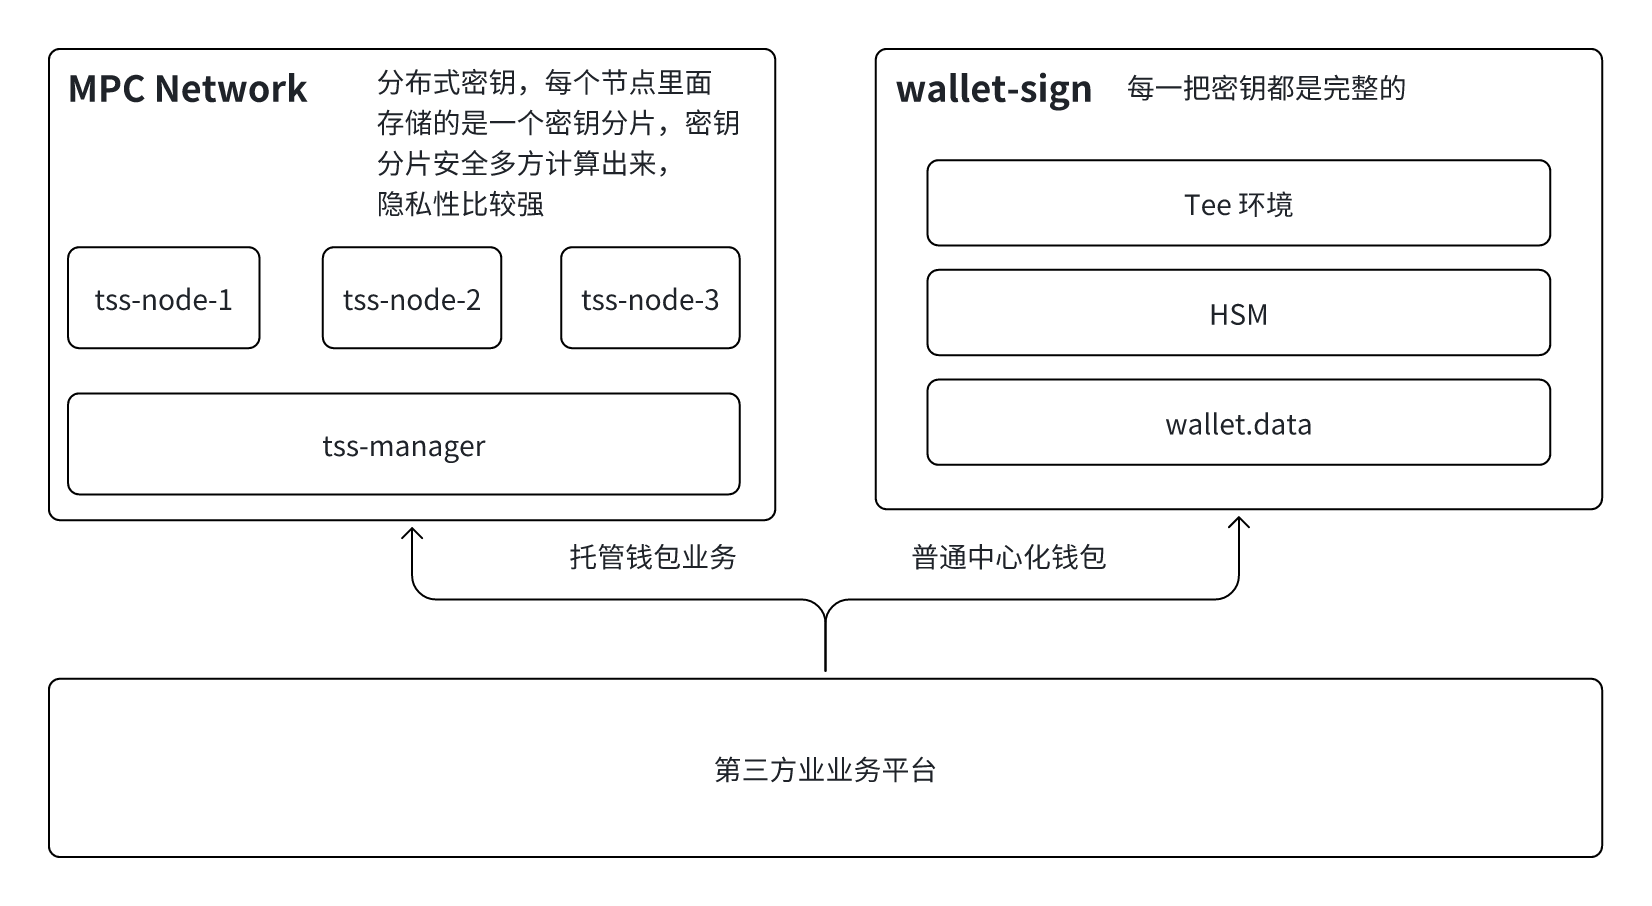 MPC Network
分布式密钥，每个节点里面
存储的是一个密钥分片，密钥
分片安全多方计算出来，
隐私性比较强
tss-node-1
tss-node-2
tss-node-3
tss-manager
wallet-sign
每一把密钥都是完整的
Tee 环境
HSM
wallet.data
托管钱包业务
普通中心化钱包
第三方业业务平台